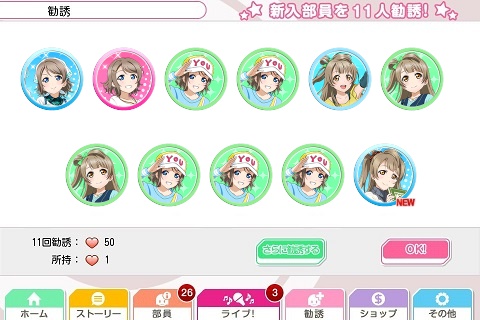 勧誘
新入部員を11人勧誘!
YOU YOU
YOU YOU YOU
NEW
11回勧誘： 50
所持： 1
さらに勧誘する
OK!
26
3
ホーム
ストーリー
部員
ライブ!
勧誘
ショップ
その他